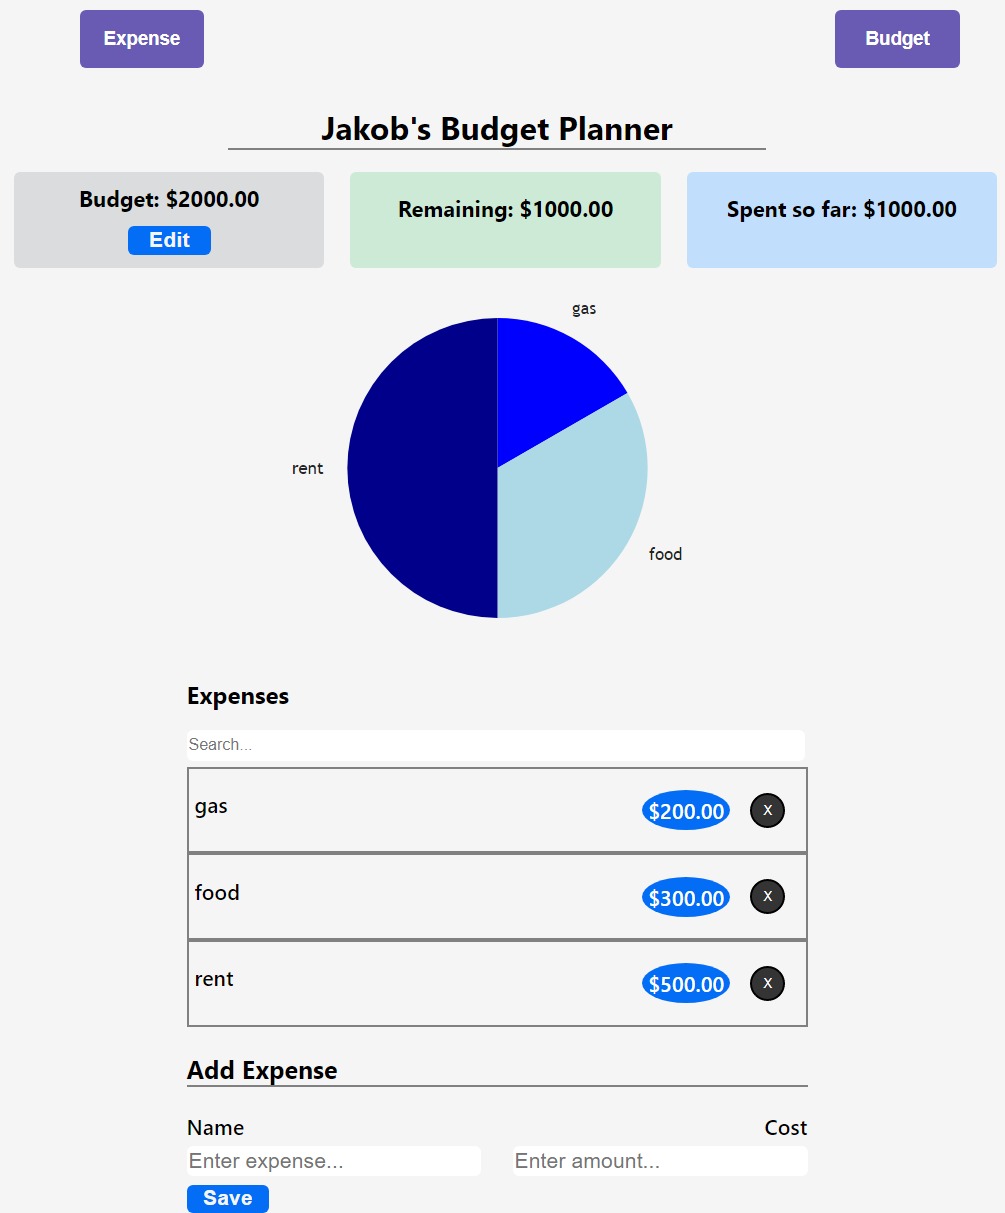 Expense
Budget
Jakob's Budget Planner
Budget: $2000.00
Edit
Remaining: $1000.00
Spent so far: $1000.00
gas
rent
food
Expenses
Search...
gas $200.00 X
food $300.00 X
rent $500.00 X
Add Expense
Name Cost
Enter expense... Enter amount...
Save